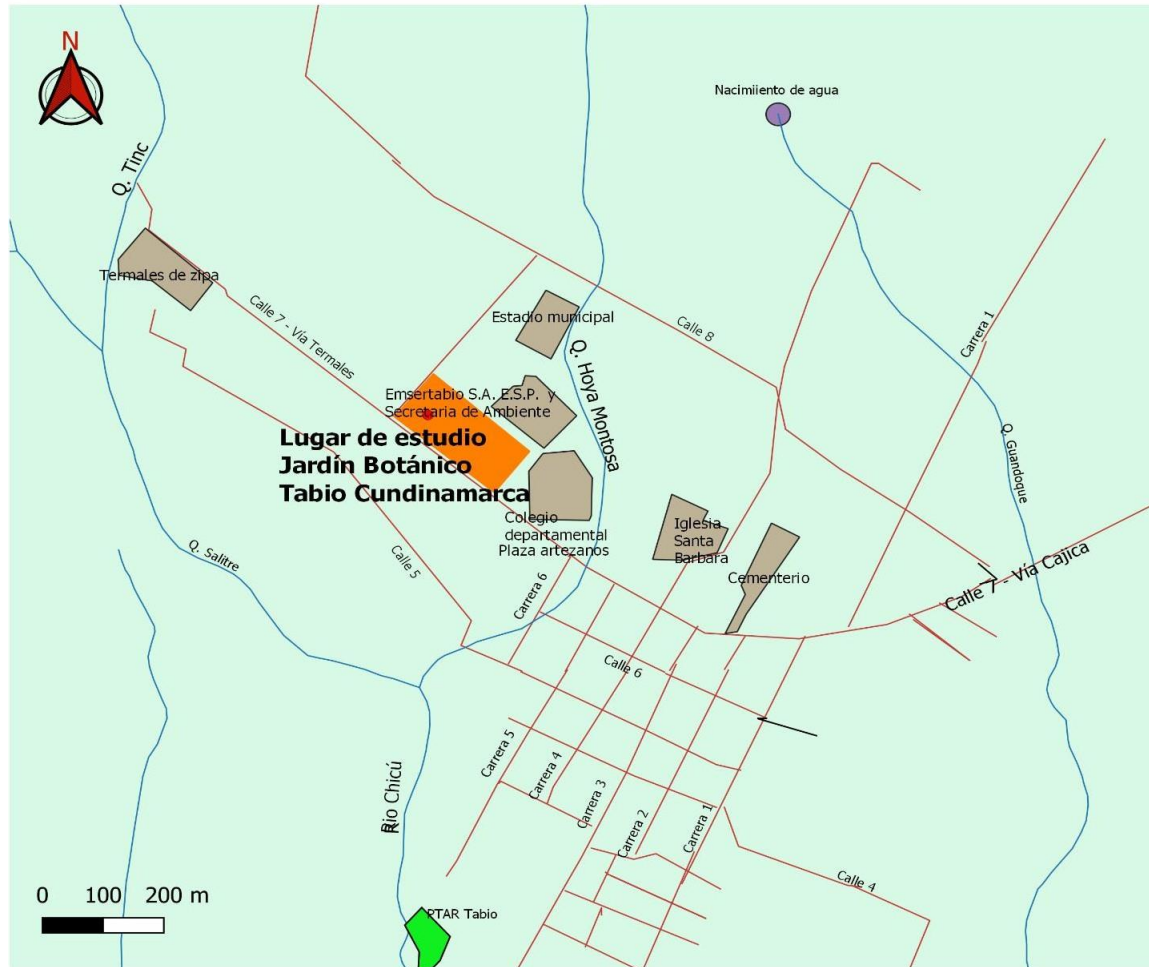 N
Nacimiiento de agua
Q. Tinc
Termales de zipa
Calle 7 - Vía Termales
Estadio municipal
Calle 8
Carrera 1
Q. Hoya Montosa
Emsertabio S.A. E.S.P. y
Secretaria de Ambiente
Lugar de estudio
Jardín Botánico
Tabio Cundinamarca
Q. Guandoque
Colegio
departamental
Plaza artezanos
Iglesia
Santa
Barbara
Cementerio
Calle 7 - Vía Cajica
Q. Salitre
Calle 5
Carrera 6
Calle 6
Carrera 5
Carrera 4
Carrera 3
Carrera 2
Carrera 1
Rio Chicú
Calle 4
0 100 200 m
PTAR Tabio